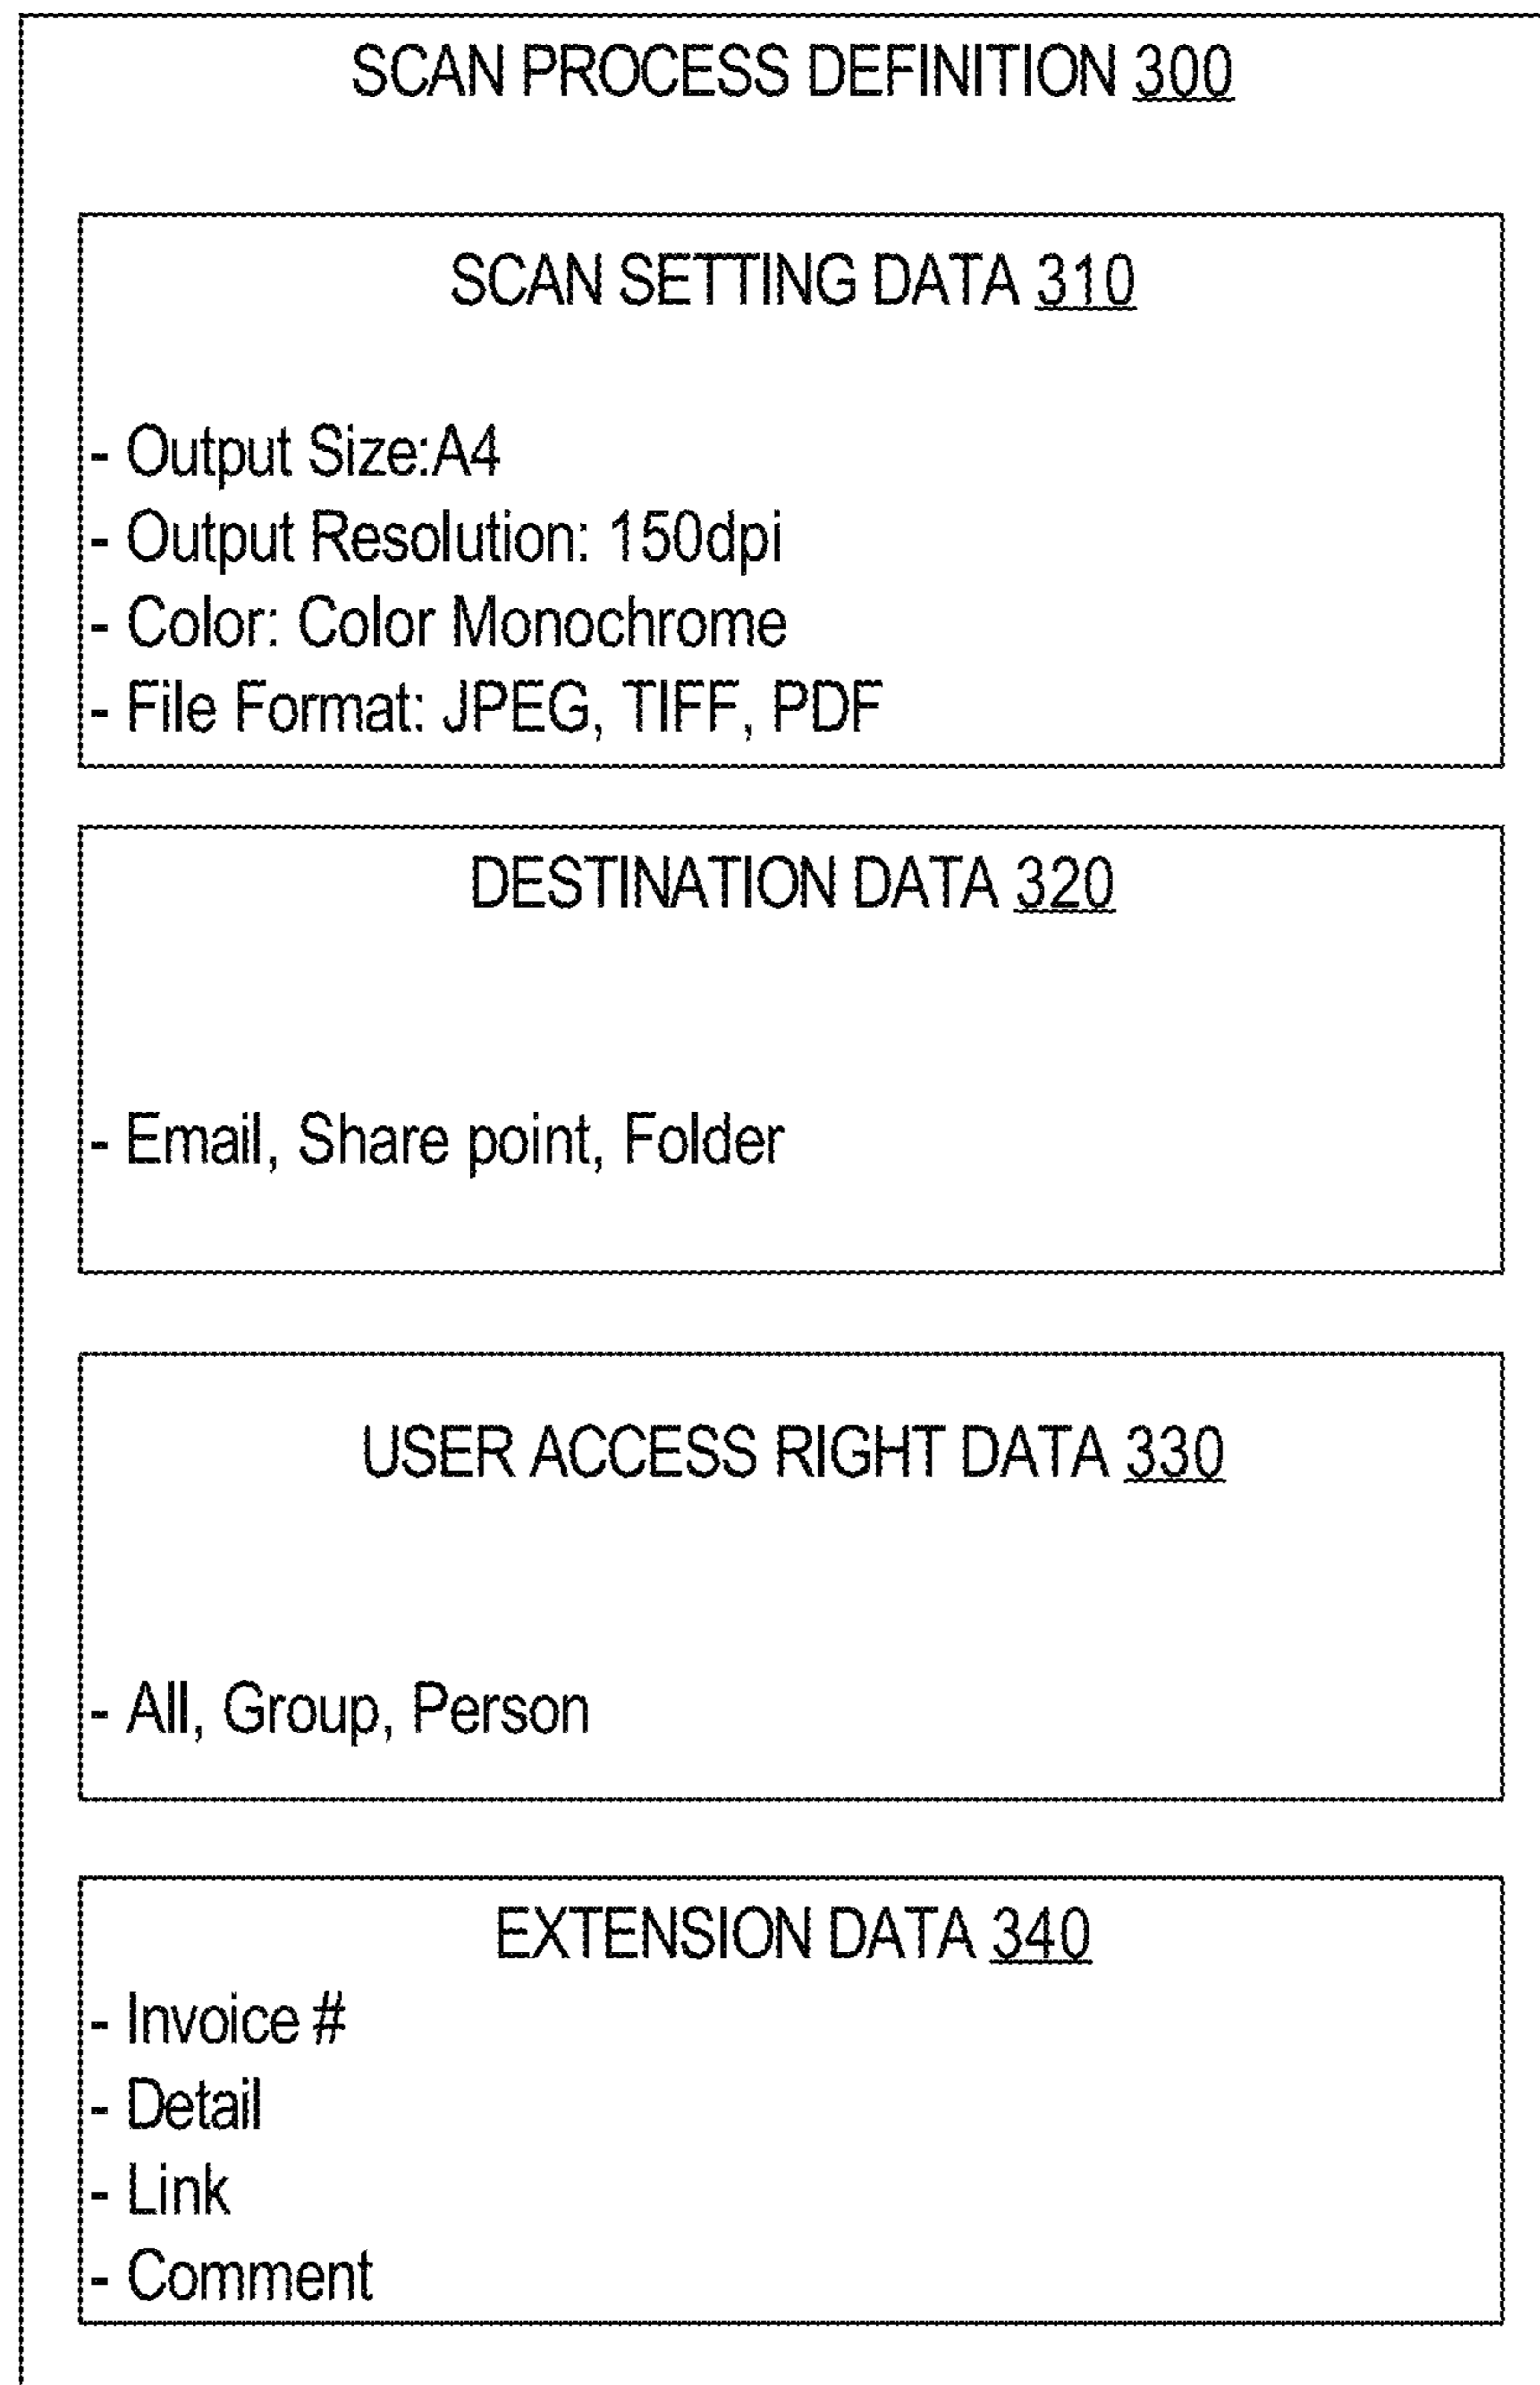 SCAN PROCESS DEFINITION 300
SCAN SETTING DATA 310
- Output Size:A4
- Output Resolution: 150dpi
- Color: Color Monochrome
- File Format: JPEG, TIFF, PDF
DESTINATION DATA 320
- Email, Share point, Folder
USER ACCESS RIGHT DATA 330
- All, Group, Person
EXTENSION DATA 340
- Invoice #
- Detail
- Link
- Comment